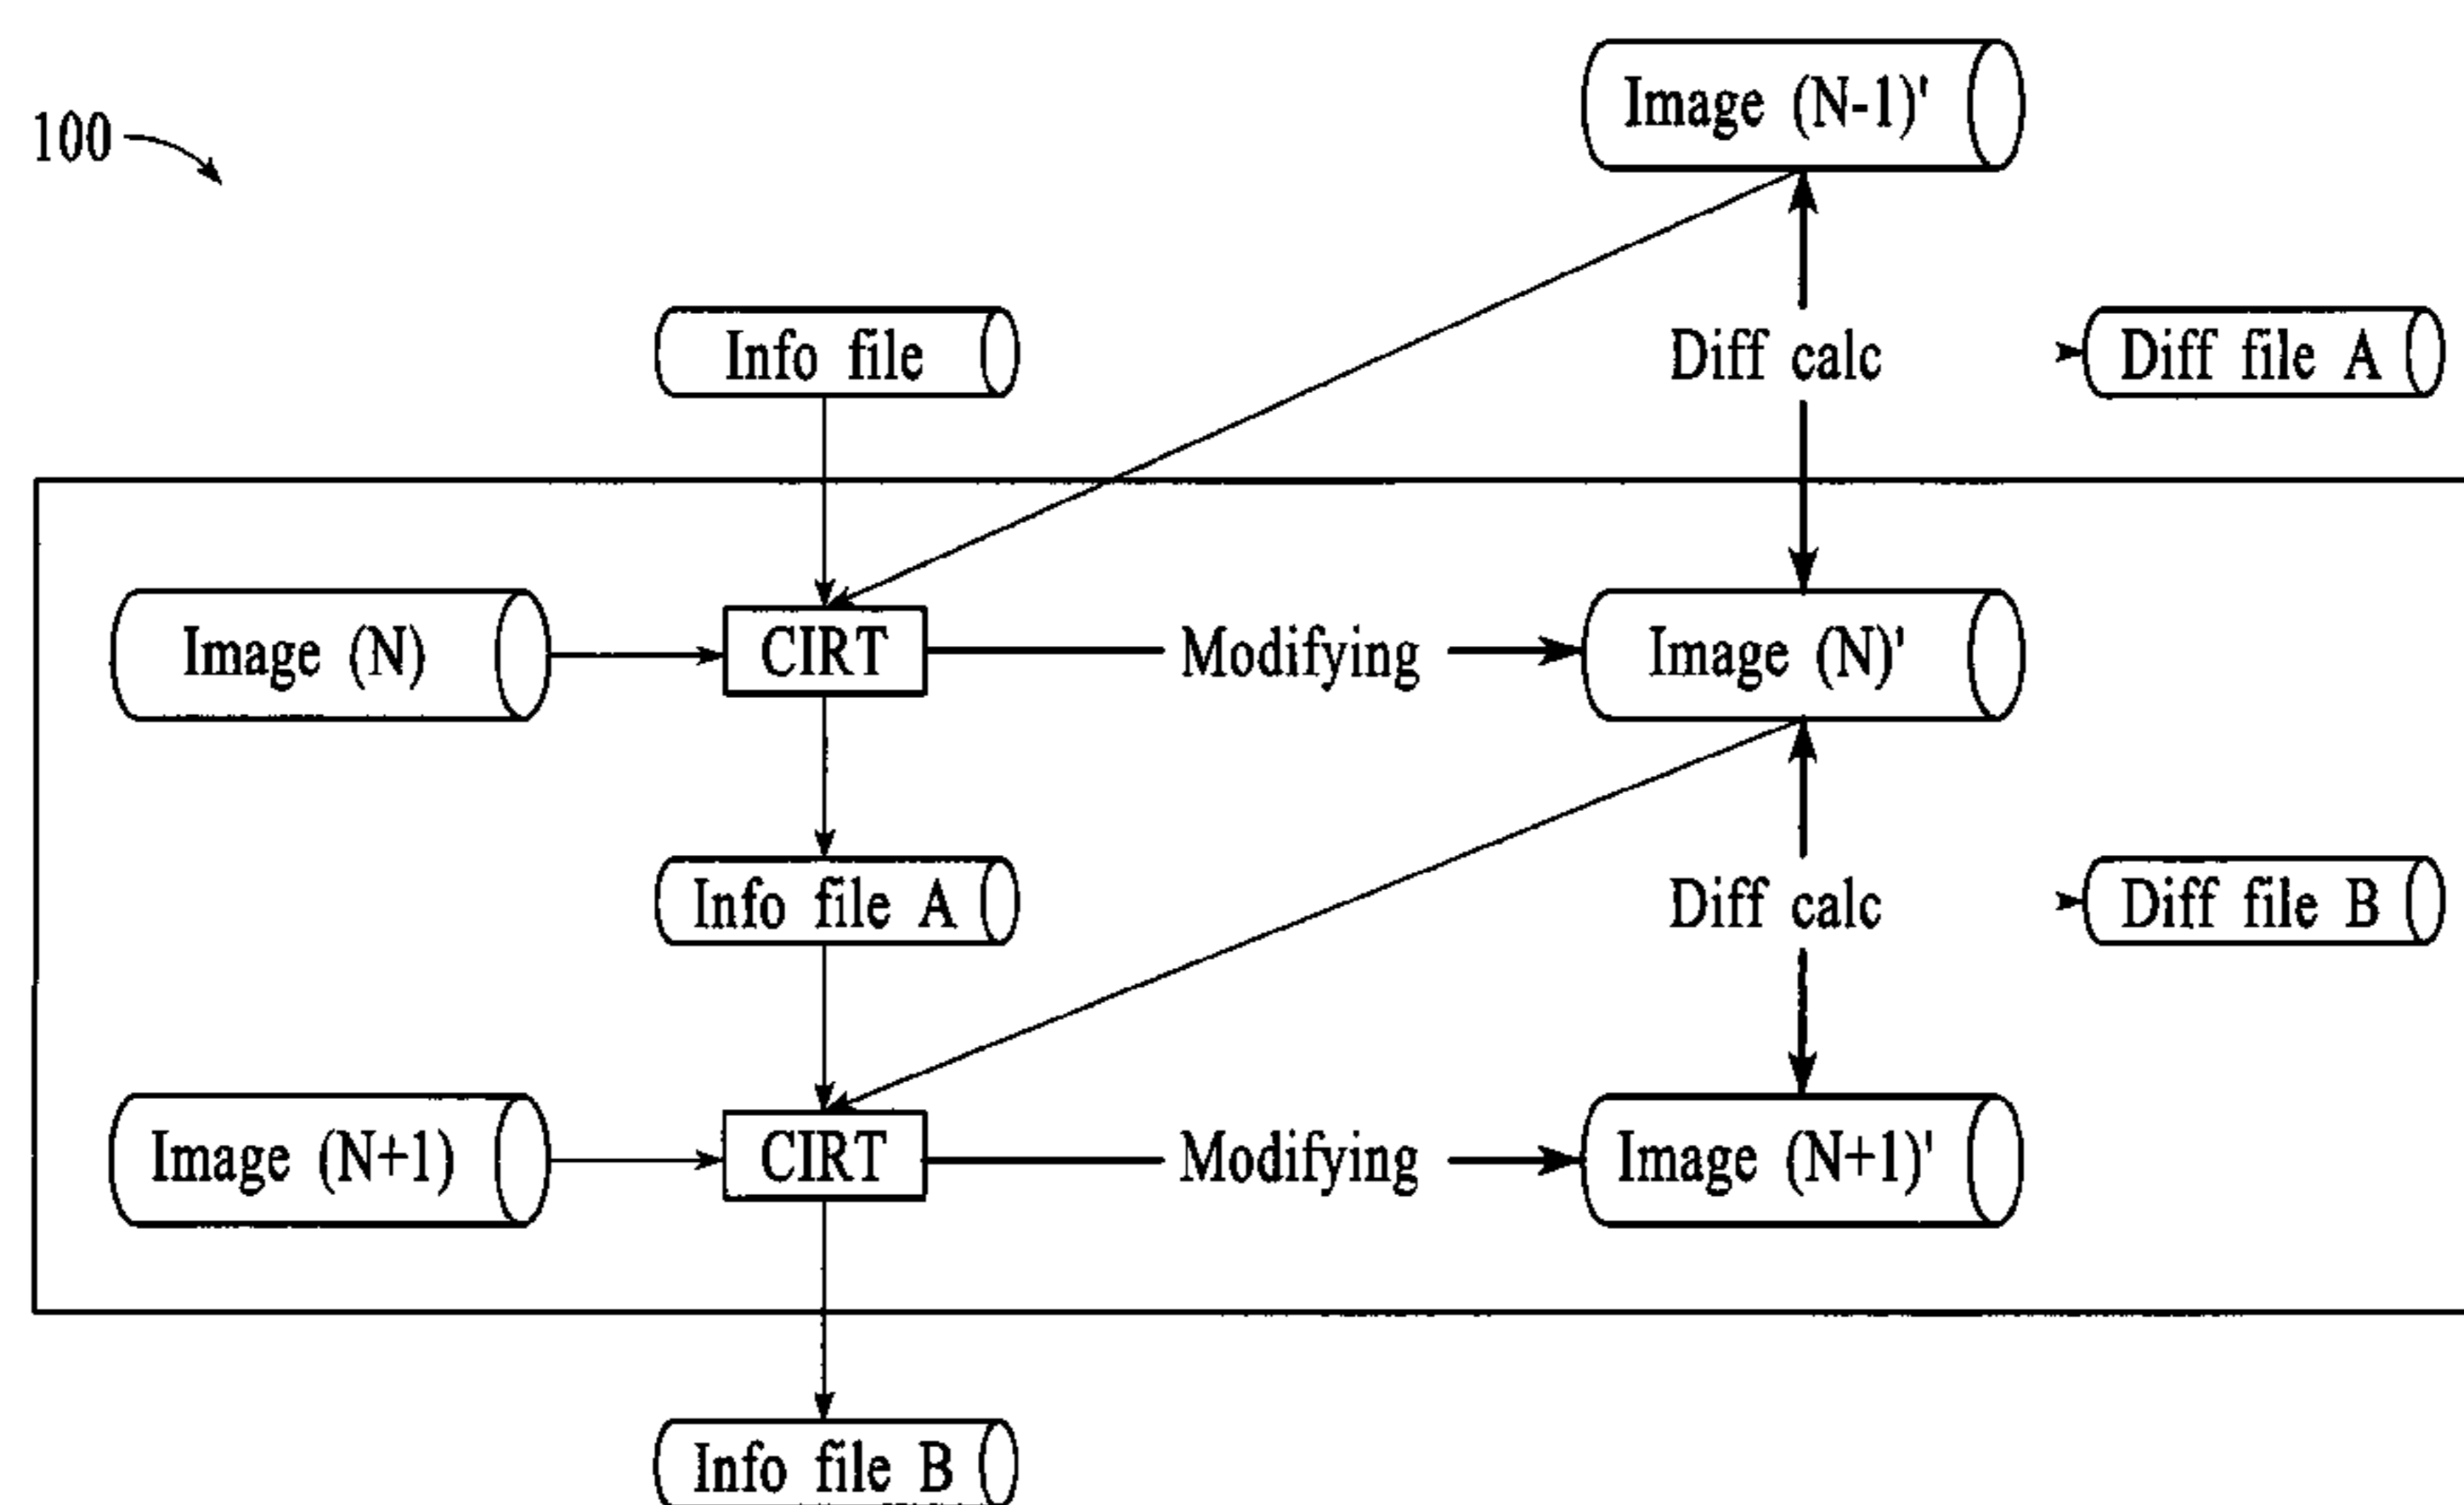 Image (N-1)'
100
Info file
Diff calc
Diff file A
Image (N)
CIRT
Modifying
Image (N)'
Info file A
Diff calc
Diff file B
Image (N+1)
CIRT
Modifying
Image (N+1)'
Info file B